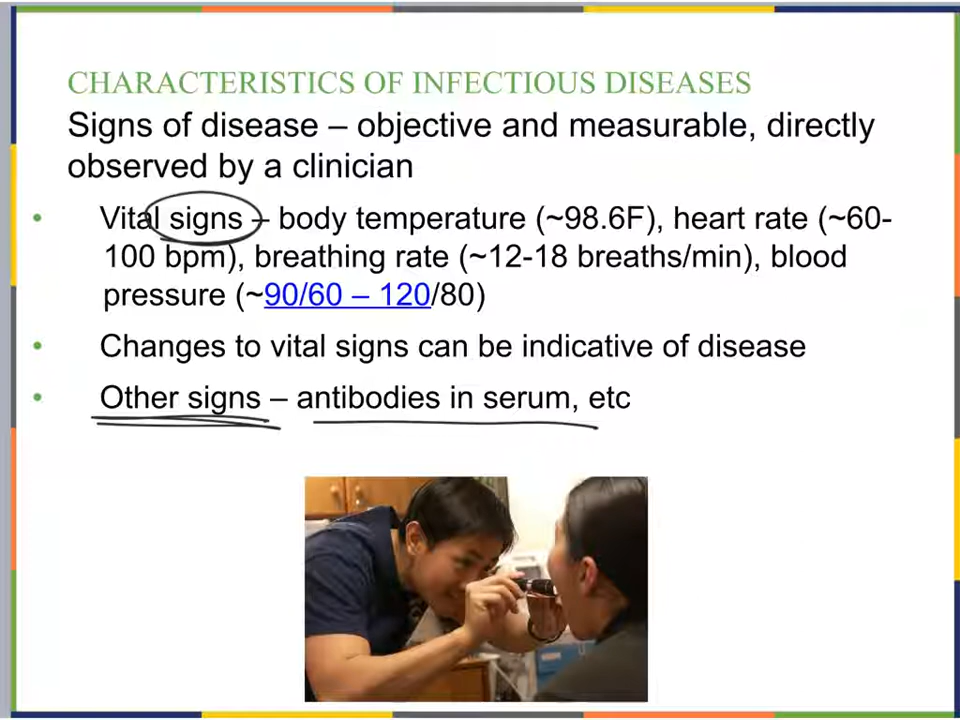 CHARACTERISTICS OF INFECTIOUS DISEASES
Signs of disease – objective and measurable, directly
observed by a clinician
• Vital signs – body temperature (~98.6F), heart rate (~60-
100 bpm), breathing rate (~12-18 breaths/min), blood
pressure (~90/60 – 120/80)
• Changes to vital signs can be indicative of disease
• Other signs – antibodies in serum, etc